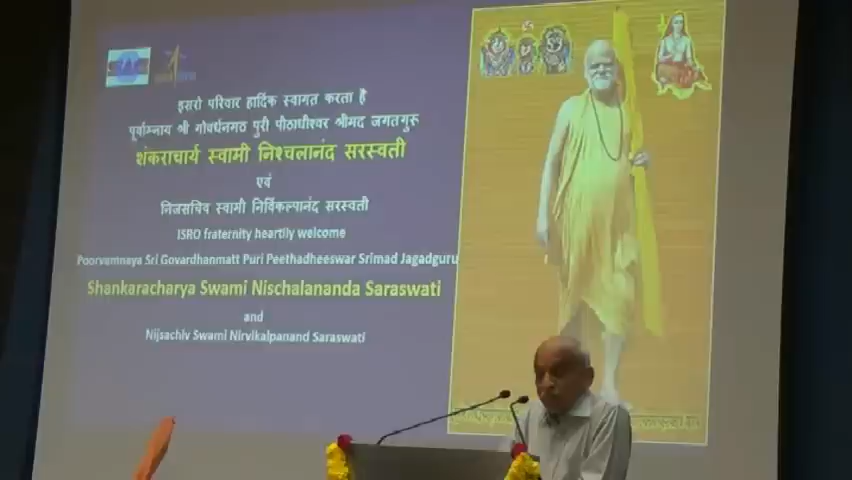 इसरो परिवार हार्दिक स्वागत करता है
पूर्वाम्नाय श्री गोवर्धनमठ पुरी पीठाधीश्वर श्रीमद जगतगुरू
शंकराचार्य स्वामी निश्चलानंद सरस्वती
एवं
निजसचिव स्वामी निर्विकल्पानंद सरस्वती
ISRO fraternity heartily welcome
Poorvamnaya Sri Govardhanmatt Puri Peethadheeswar Srimad Jagadguru
Shankaracharya Swami Nischalananda Saraswati
and
Nijsachiv Swami Nirvikalpanand Saraswati